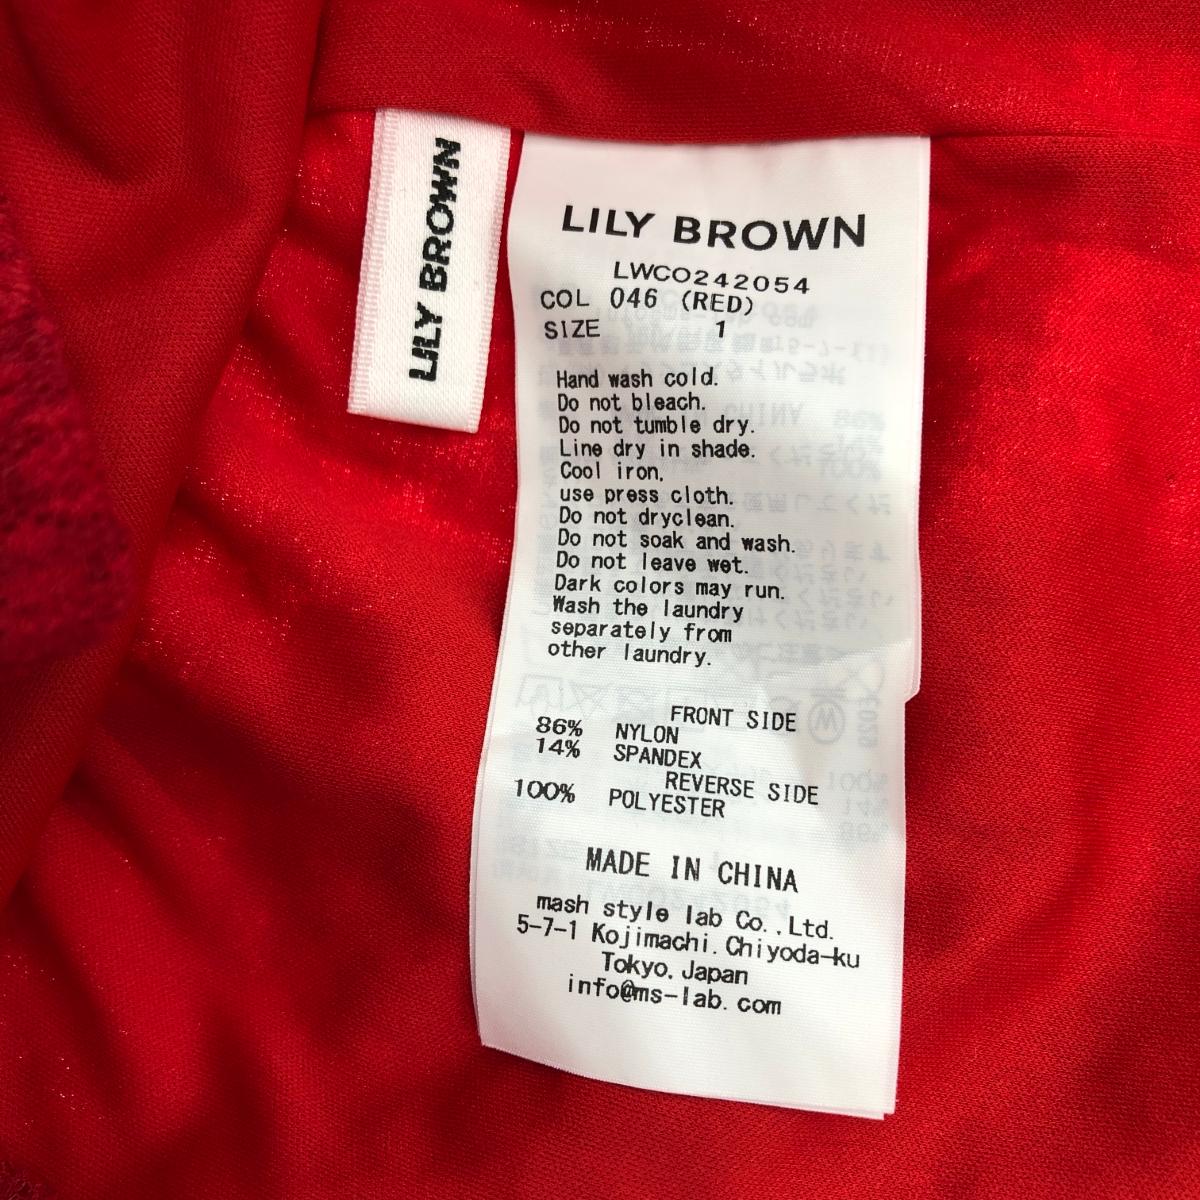 LILY BROWN
LILY BROWN
LWCO242054
COL 046 (RED)
SIZE 1
Hand wash cold.
Do not bleach.
Do not tumble dry.
Line dry in shade.
Cool iron.
use press cloth.
Do not dryclean.
Do not soak and wash.
Do not leave wet.
Dark colors may run.
Wash the laundry
separately from
other laundry.
FRONT SIDE
86% NYLON
14% SPANDEX
REVERSE SIDE
100% POLYESTER
MADE IN CHINA
mash style lab Co.,Ltd.
5-7-1 Kojimachi.Chiyoda-ku
Tokyo.Japan
info@ms-lab.com